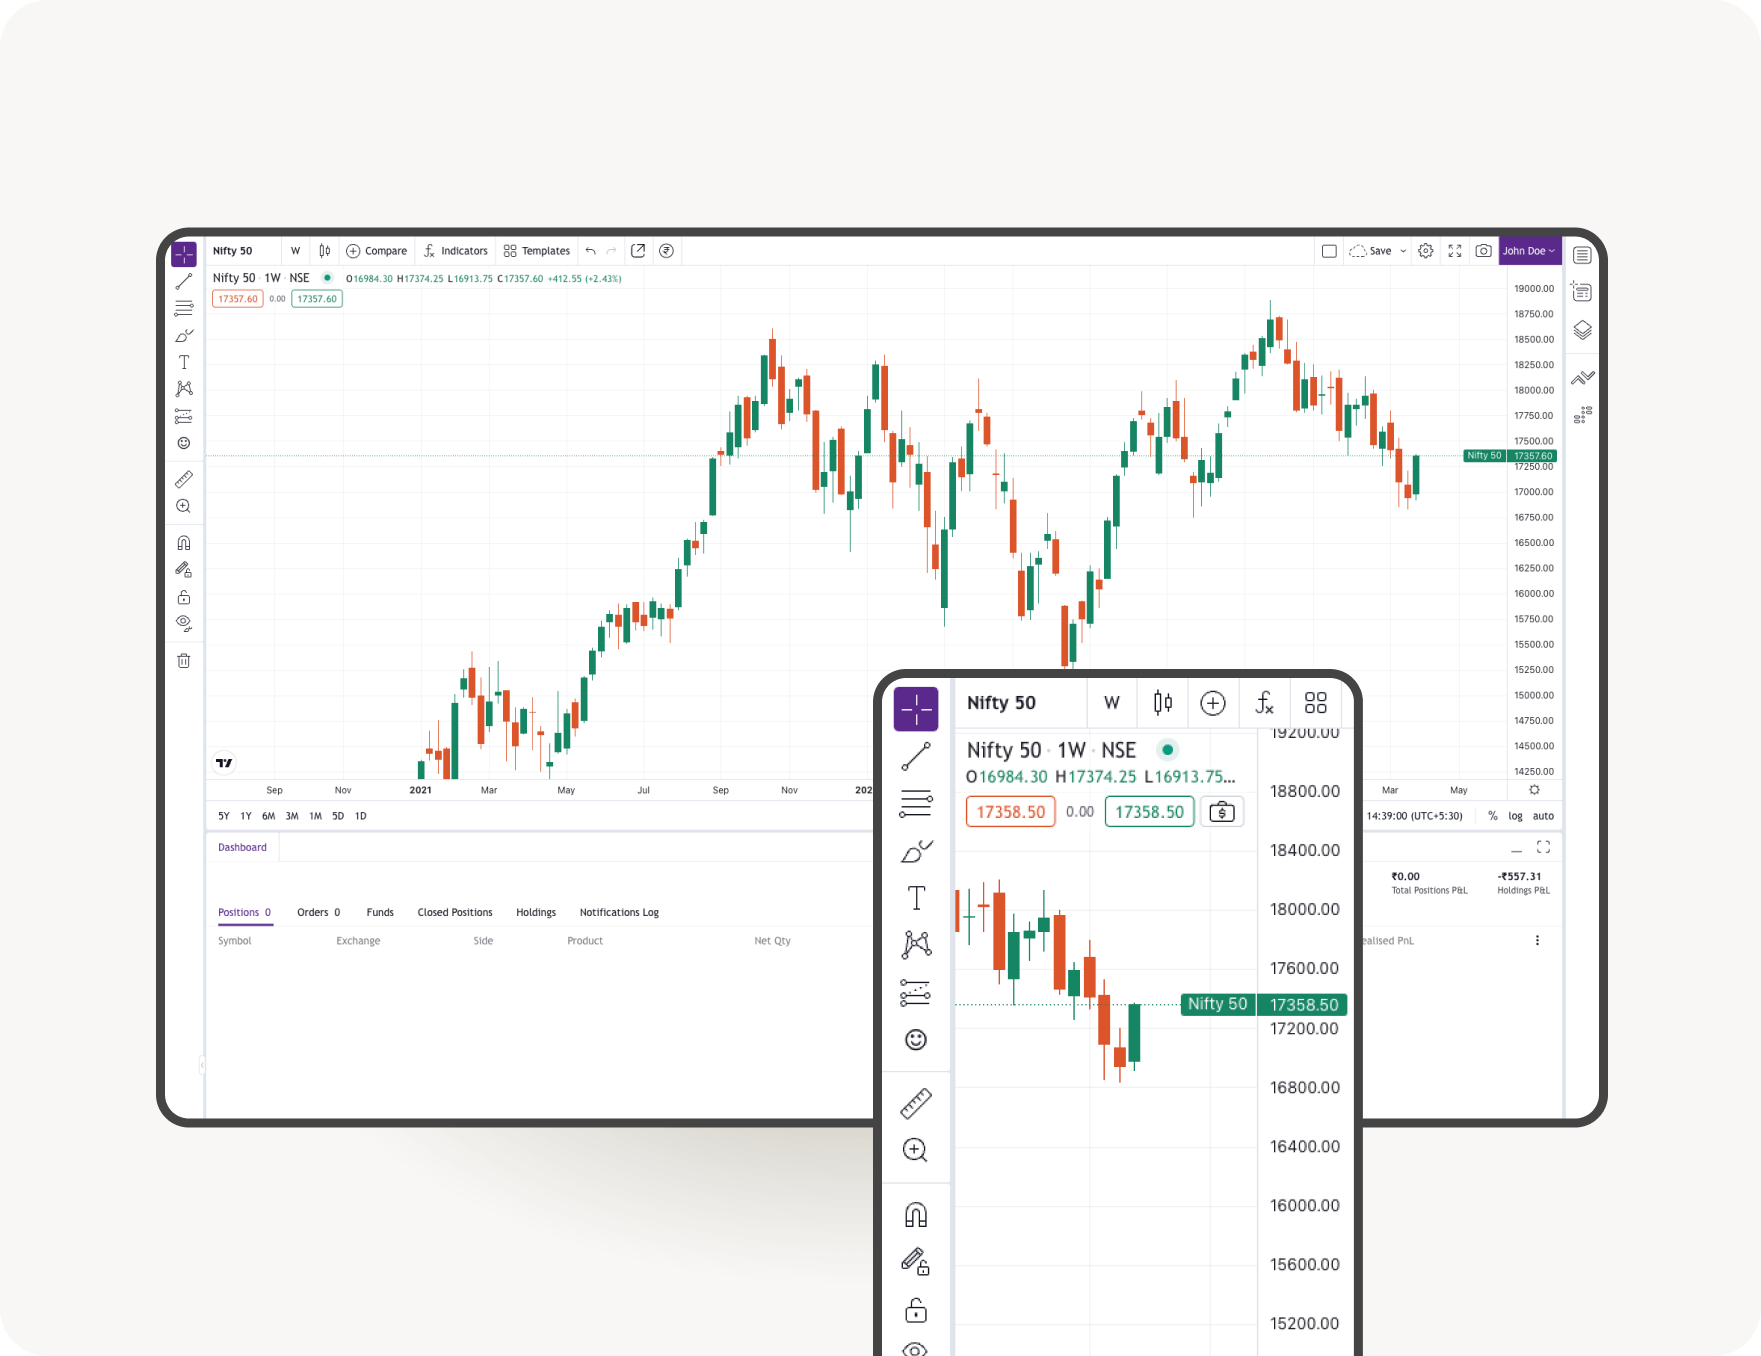 Nifty 50 W Compare Indicators Templates Save John Doe
Nifty 50 · 1W · NSE O16984.30 H17374.25 L16913.75 C17357.60 +412.55 (+2.43%)
17357.60 0.00 17357.60
19000.00
18750.00
18500.00
18250.00
18000.00
17750.00
17500.00
Nifty 50 17357.60
17250.00
17000.00
16750.00
16500.00
16250.00
16000.00
15750.00
15500.00
15250.00
15000.00
14750.00
14500.00
14250.00
Sep Nov 2021 Mar May Jul Sep Nov 202 Mar May
5Y 1Y 6M 3M 1M 5D 1D 14:39:00 (UTC+5:30) % log auto
Dashboard
₹0.00 -₹557.31
Total Positions P&L Holdings P&L
Positions 0 Orders 0 Funds Closed Positions Holdings Notifications Log
Symbol Exchange Side Product Net Qty ealised PnL
Nifty 50 W
19200.00
Nifty 50 · 1W · NSE
O16984.30 H17374.25 L16913.75...
17358.50 0.00 17358.50
18800.00
18400.00
18000.00
17600.00
Nifty 50 17358.50
17200.00
16800.00
16400.00
16000.00
15600.00
15200.00